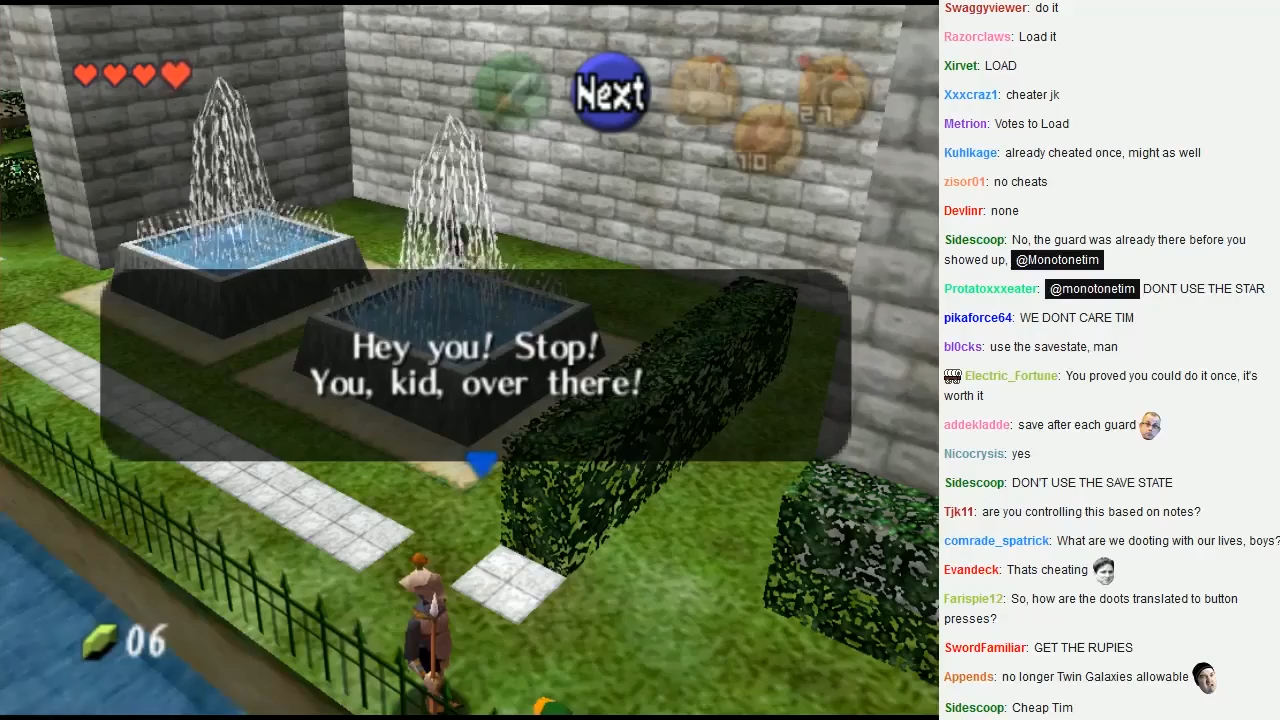 Next
27
10
Hey you! Stop!
You, kid, over there!
06
Swaggyviewer: do it
Razorclaws: Load it
Xirvet: LOAD
Xxxcraz1: cheater jk
Metrion: Votes to Load
Kuhlkage: already cheated once, might as well
zisor01: no cheats
Devlinr: none
Sidescoop: No, the guard was already there before you
showed up, @Monotonetim
Protatoxxxeater: @monotonetim DONT USE THE STAR
pikaforce64: WE DONT CARE TIM
bl0cks: use the savestate, man
Electric_Fortune: You proved you could do it once, it's
worth it
addekladde: save after each guard
Nicocrysis: yes
Sidescoop: DON'T USE THE SAVE STATE
Tjk11: are you controlling this based on notes?
comrade_spatrick: What are we dooting with our lives, boys?
Evandeck: Thats cheating
Farispie12: So, how are the doots translated to button
presses?
SwordFamiliar: GET THE RUPIES
Appends: no longer Twin Galaxies allowable
Sidescoop: Cheap Tim